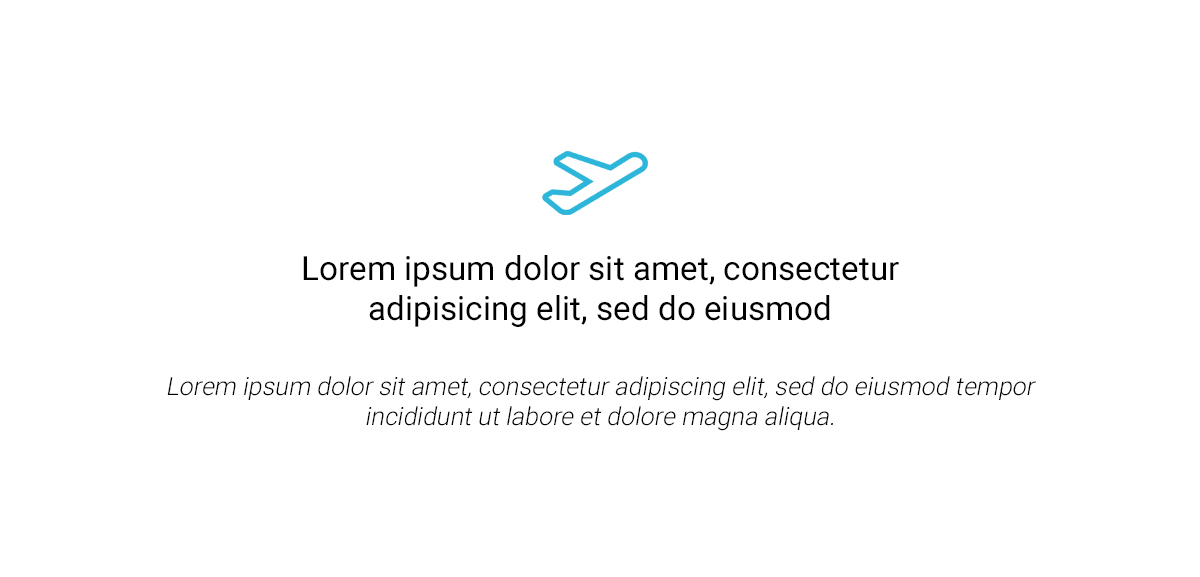 Lorem ipsum dolor sit amet, consectetur
adipisicing elit, sed do eiusmod
Lorem ipsum dolor sit amet, consectetur adipiscing elit, sed do eiusmod tempor
incididunt ut labore et dolore magna aliqua.